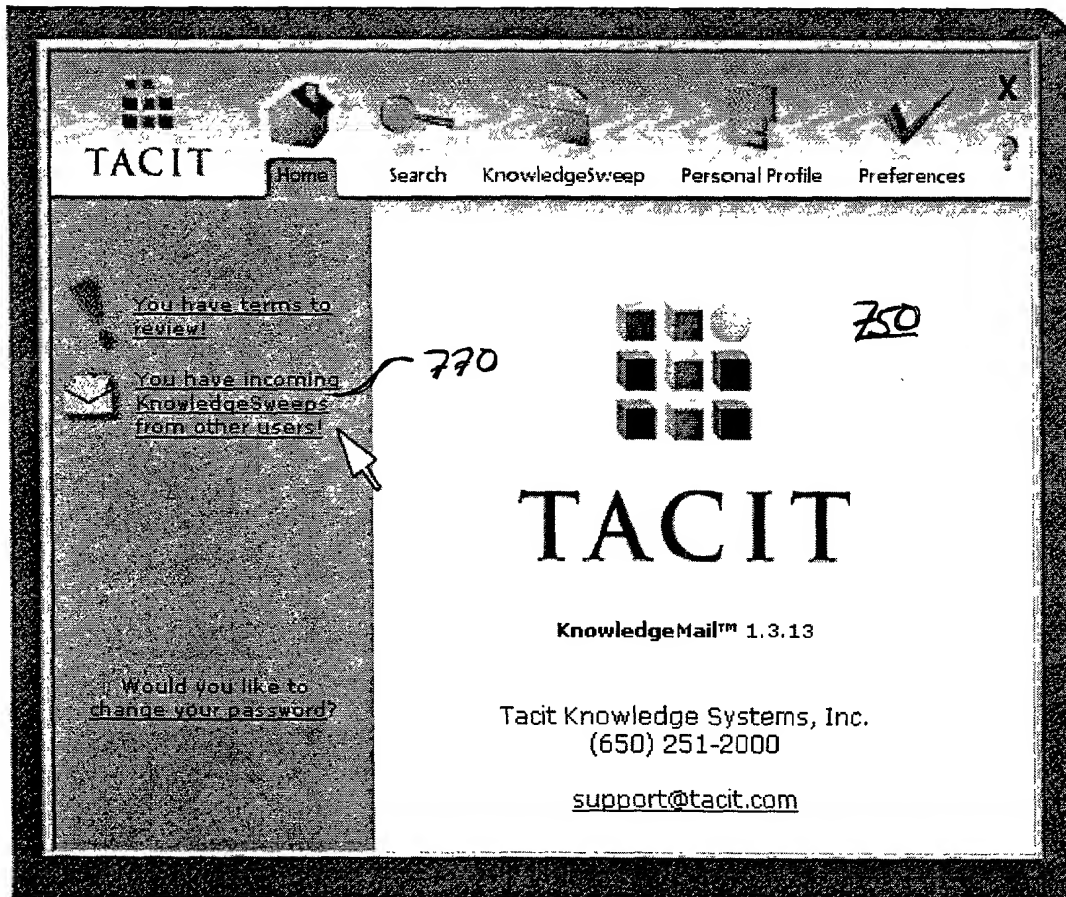 X
?
TACIT
Home
Search
KnowledgeSweep
Personal Profile
Preferences
You have terms to
review!
You have incoming
KnowledgeSweeps
from other users!
770
750
TACIT
KnowledgeMail™ 1.3.13
Would you like to
change your password?
Tacit Knowledge Systems, Inc.
(650) 251-2000
support@tacit.com